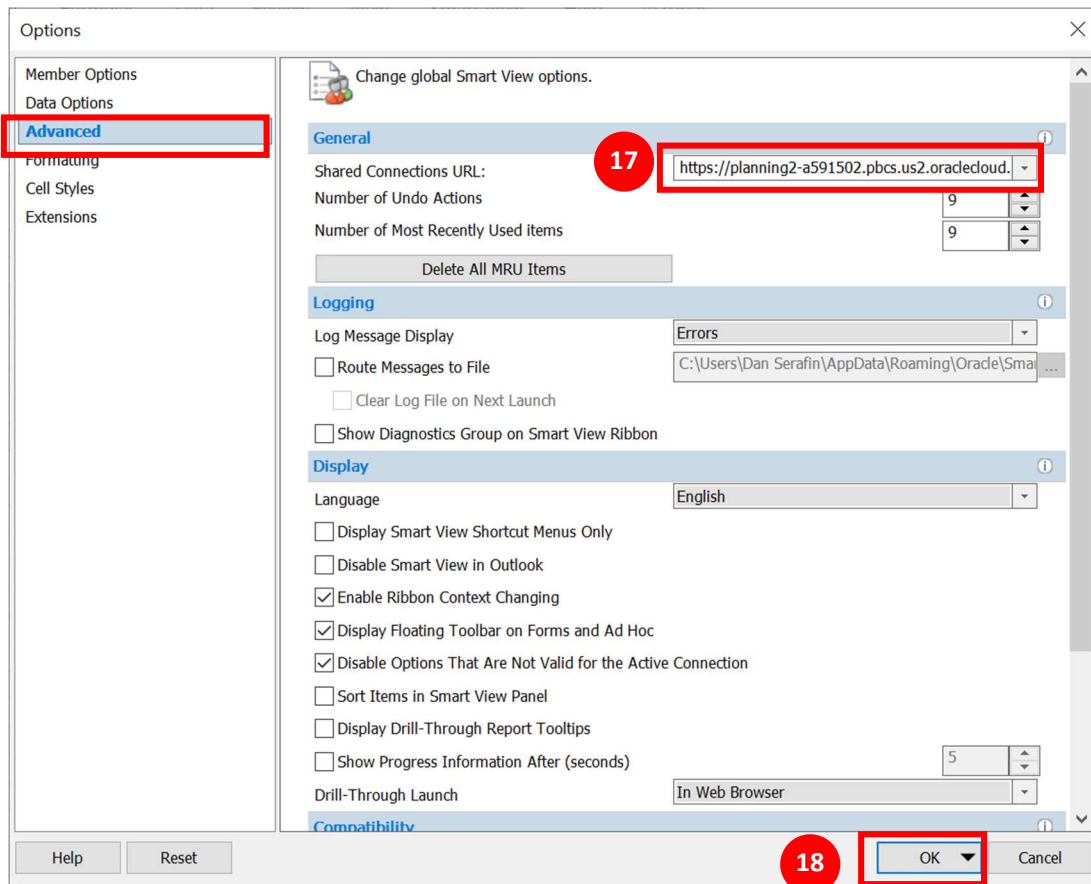 Options
Member Options
Data Options
Advanced
Formatting
Cell Styles
Extensions
Change global Smart View options.
General
Shared Connections URL:
17
https://planning2-a591502.pbcs.us2.oraclecloud.
Number of Undo Actions
9
Number of Most Recently Used items
9
Delete All MRU Items
Logging
Log Message Display
Errors
Route Messages to File
C:\Users\Dan Serafin\AppData\Roaming\Oracle\Smar
...
Clear Log File on Next Launch
Show Diagnostics Group on Smart View Ribbon
Display
Language
English
Display Smart View Shortcut Menus Only
Disable Smart View in Outlook
Enable Ribbon Context Changing
Display Floating Toolbar on Forms and Ad Hoc
Disable Options That Are Not Valid for the Active Connection
Sort Items in Smart View Panel
Display Drill-Through Report Tooltips
Show Progress Information After (seconds)
5
Drill-Through Launch
In Web Browser
Compatibility
Help
Reset
18
OK
Cancel